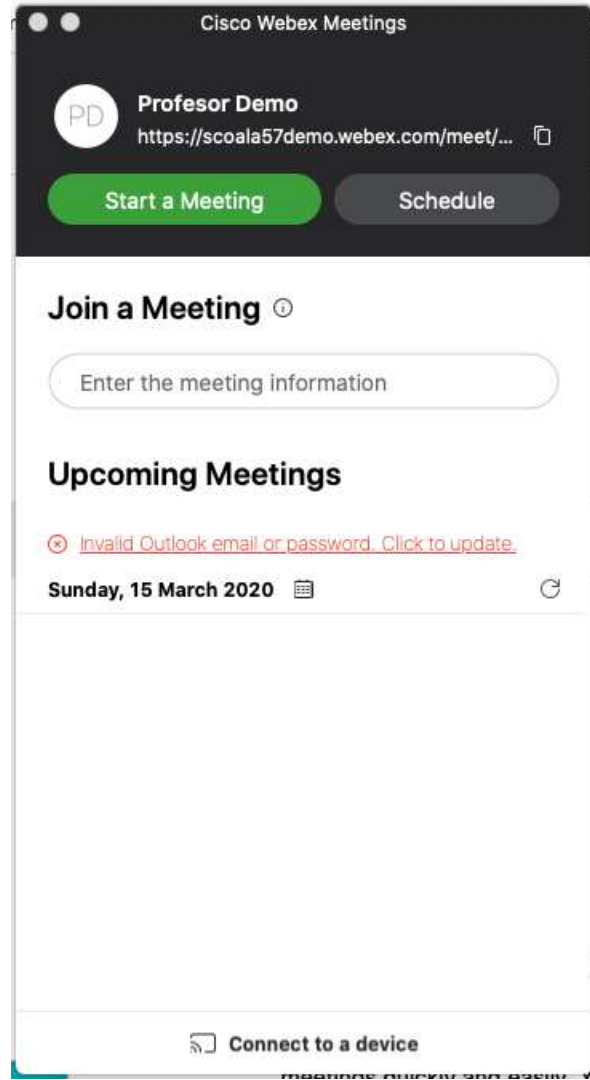 Cisco Webex Meetings
PD
Profesor Demo
https://scoala57demo.webex.com/meet/...
Start a Meeting
Schedule
Join a Meeting
Enter the meeting information
Upcoming Meetings
Invalid Outlook email or password. Click to update.
Sunday, 15 March 2020
Connect to a device
meetings quickly and easily.